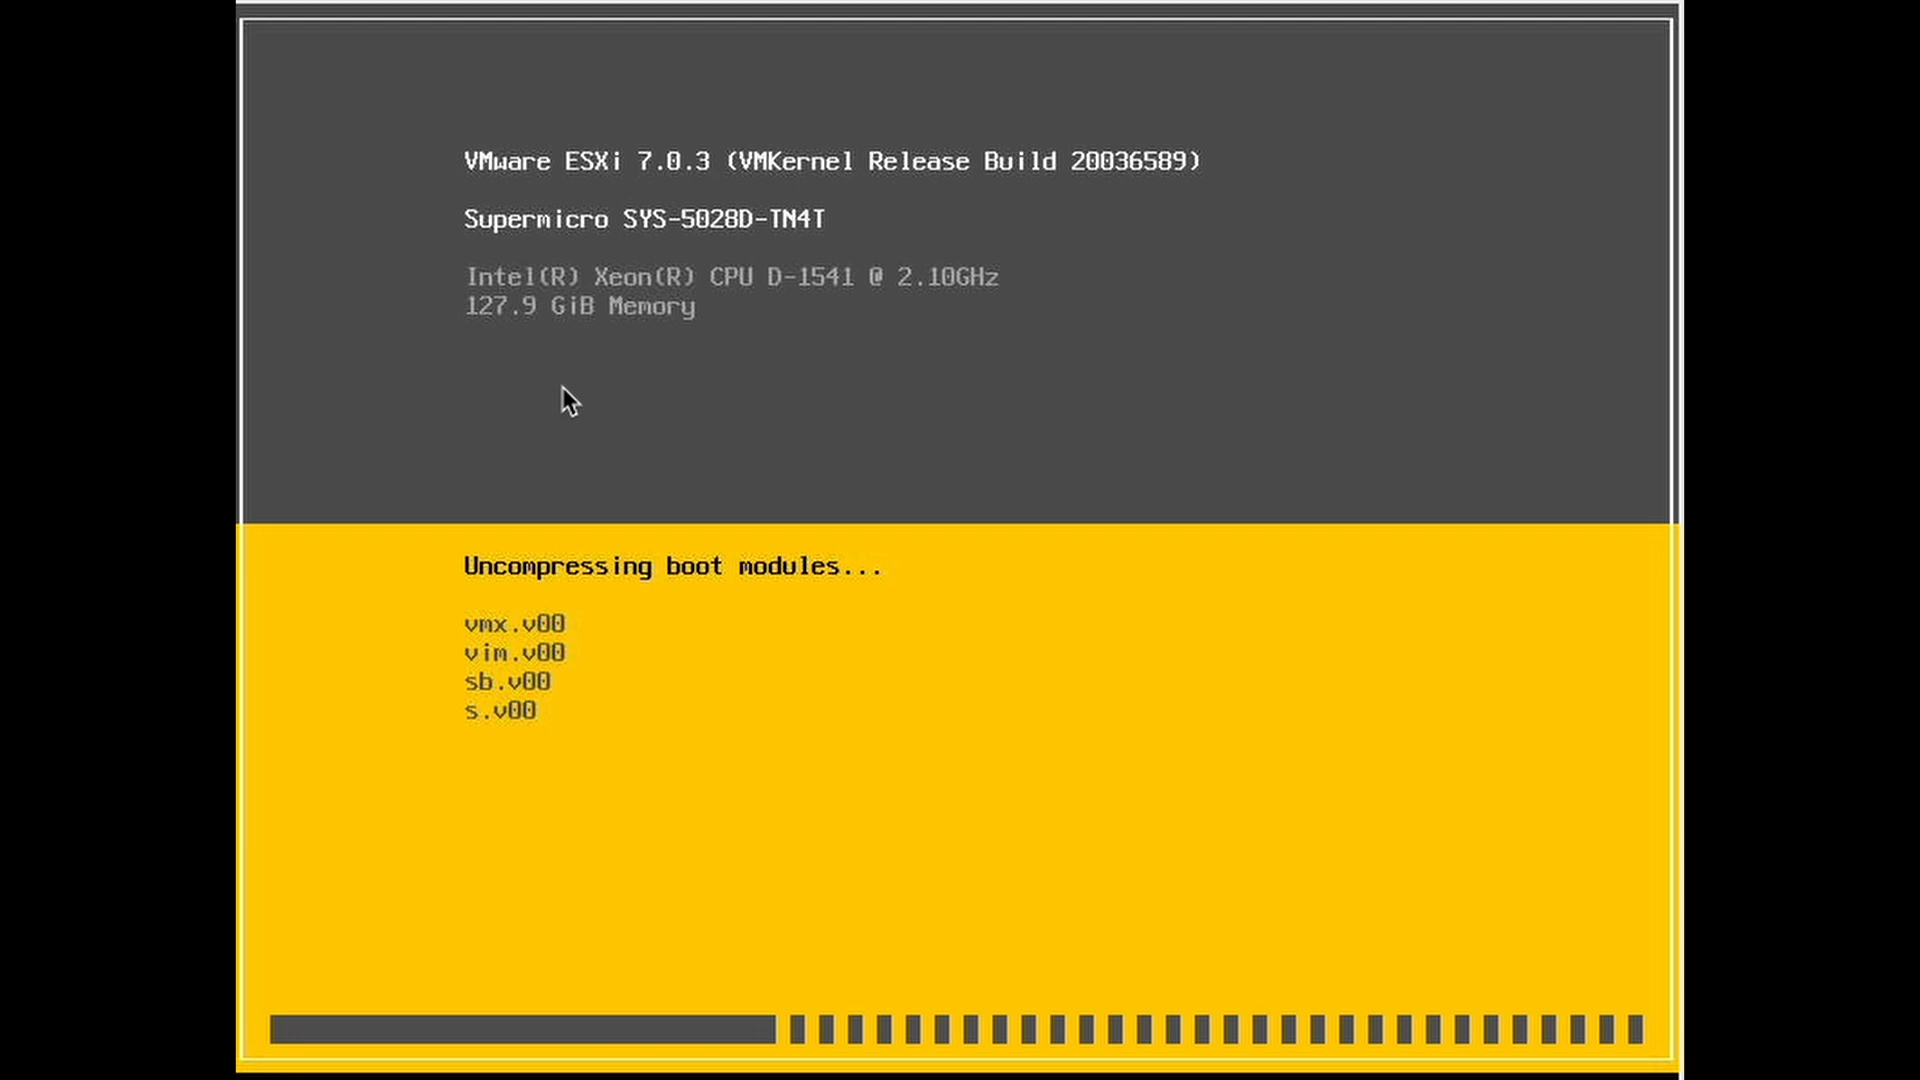 VMware ESXi 7.0.3 (VMKernel Release Build 20036589)
Supermicro SYS-5028D-TN4T
Intel(R) Xeon(R) CPU D-1541 @ 2.10GHz
127.9 GiB Memory
Uncompressing boot modules...
vmx.v00
vim.v00
sb.v00
s.v00